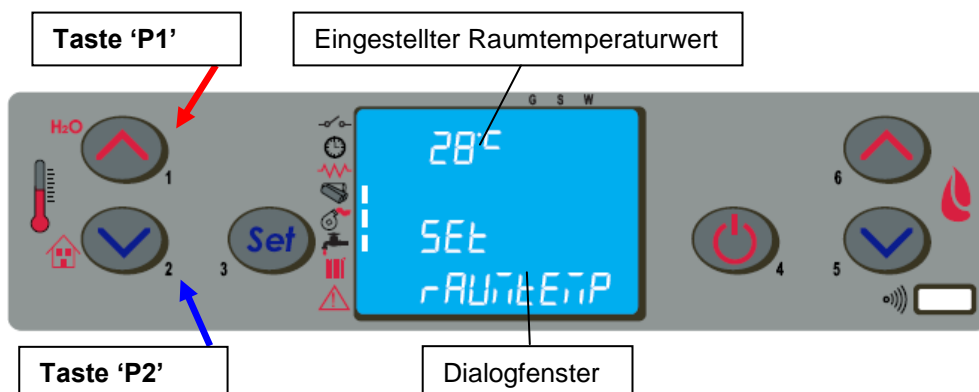 Taste ‘P1’
Eingestellter Raumtemperaturwert
G S W
H2O
28°C
1
6
Set
SEt
2
3
4
5
rAUmtEmP
Taste ‘P2’
Dialogfenster